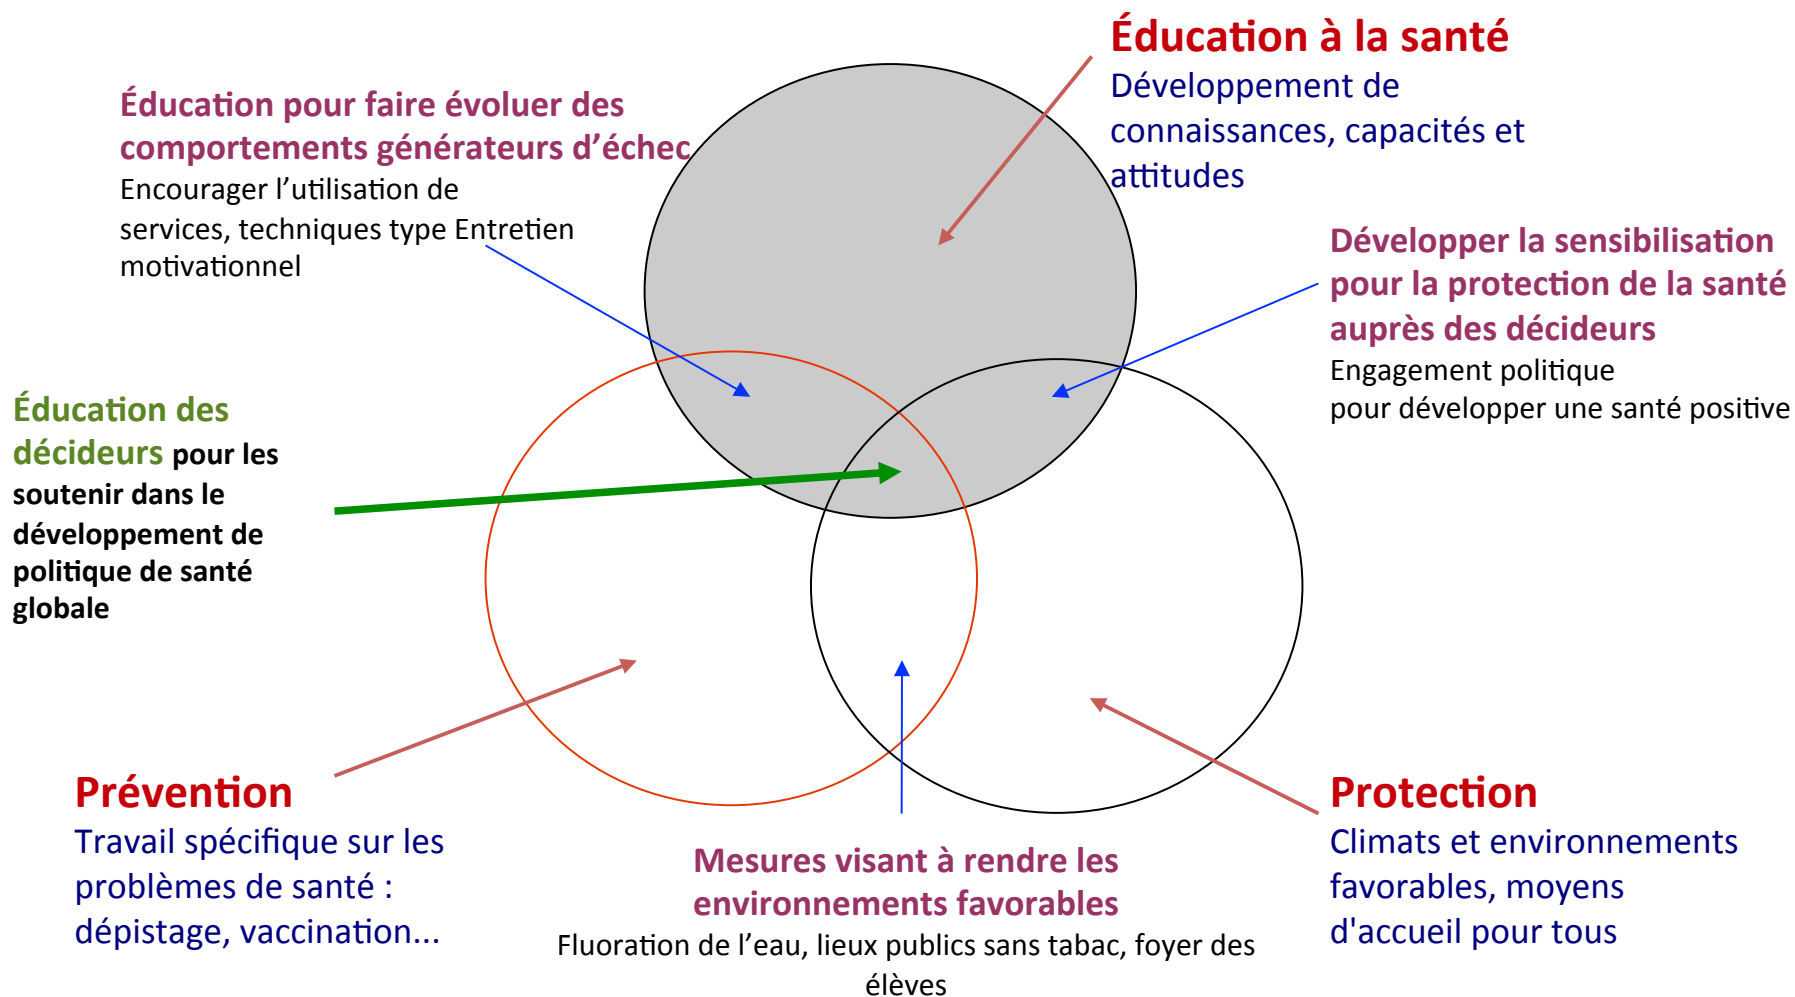 Éducation à la santé
Développement de
connaissances, capacités et
attitudes
Éducation pour faire évoluer des
comportements générateurs d’échec
Encourager l’utilisation de
services, techniques type Entretien
motivationnel
Développer la sensibilisation
pour la protection de la santé
auprès des décideurs
Engagement politique
pour développer une santé positive
Éducation des
décideurs pour les
soutenir dans le
développement de
politique de santé
globale
Prévention
Travail spécifique sur les
problèmes de santé :
dépistage, vaccination...
Mesures visant à rendre les
environnements favorables
Fluoration de l’eau, lieux publics sans tabac, foyer des
élèves
Protection
Climats et environnements
favorables, moyens
d'accueil pour tous